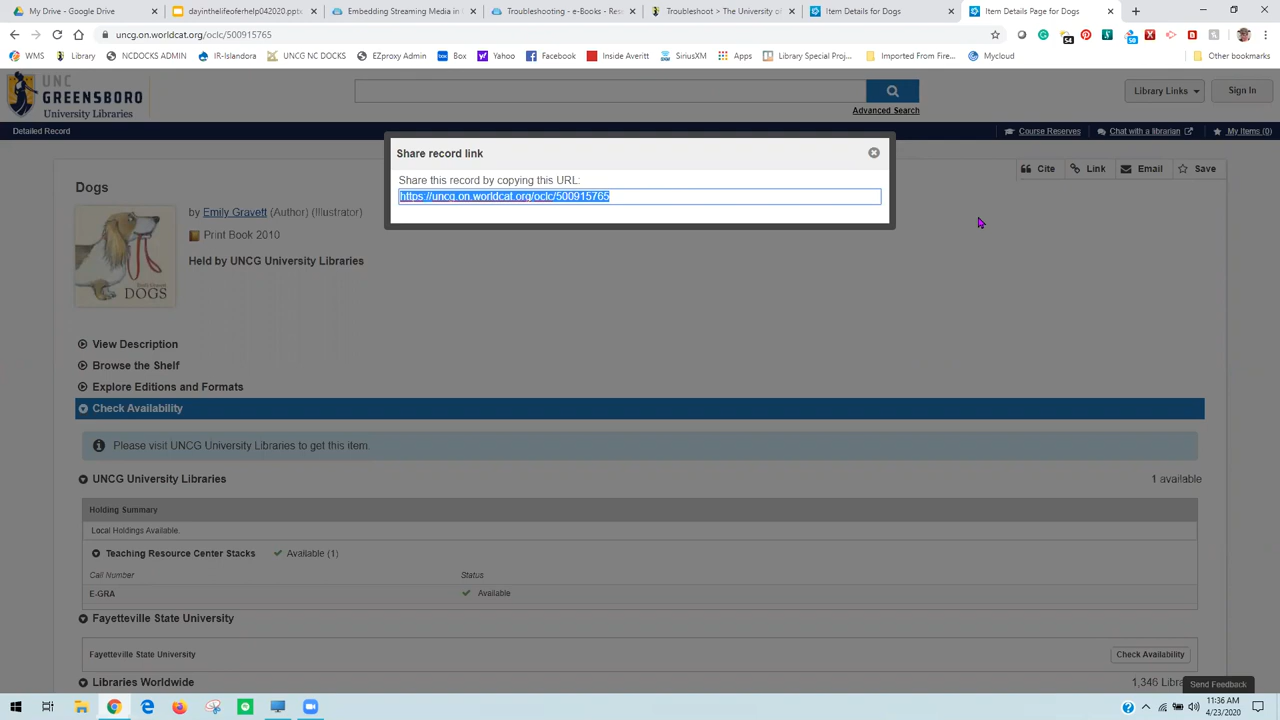 My Drive - Google Drive
dayinthelifeoferhelp042020.ppt
Embedding Streaming Media in
Troubleshooting - e-Books - Res
Troubleshoot > The University of
Item Details for Dogs
Item Details Page for Dogs
uncg.on.worldcat.org/oclc/500915765
WMS
Library
NCDOCKS
IR-Islandora
UNCG NC DOCKS
EZproxy Admin
Box
Yahoo
Facebook
Inside Averitt
SiriusXM
Apps
Library Special Proj...
Imported From Fire...
Mycloud
Other bookmarks
UNC
GREENSBORO
University Libraries
Advanced Search
Library Links
Sign In
Detailed Record
Course Reserves
Chat with a librarian
My Items (0)
Share record link
Share this record by copying this URL:
https://uncg.on.worldcat.org/oclc/500915765
Cite
Link
Email
Save
Dogs
by Emily Gravett (Author) (Illustrator)
Print Book 2010
Held by UNCG University Libraries
DOGS
View Description
Browse the Shelf
Explore Editions and Formats
Check Availability
Please visit UNCG University Libraries to get this item.
UNCG University Libraries
1 available
Holding Summary
Local Holdings Available.
Teaching Resource Center Stacks
Available (1)
Call Number
Status
E-GRA
Available
Fayetteville State University
Fayetteville State University
Check Availability
Libraries Worldwide
1,346
Send Feedback
11:36 AM
4/23/2020